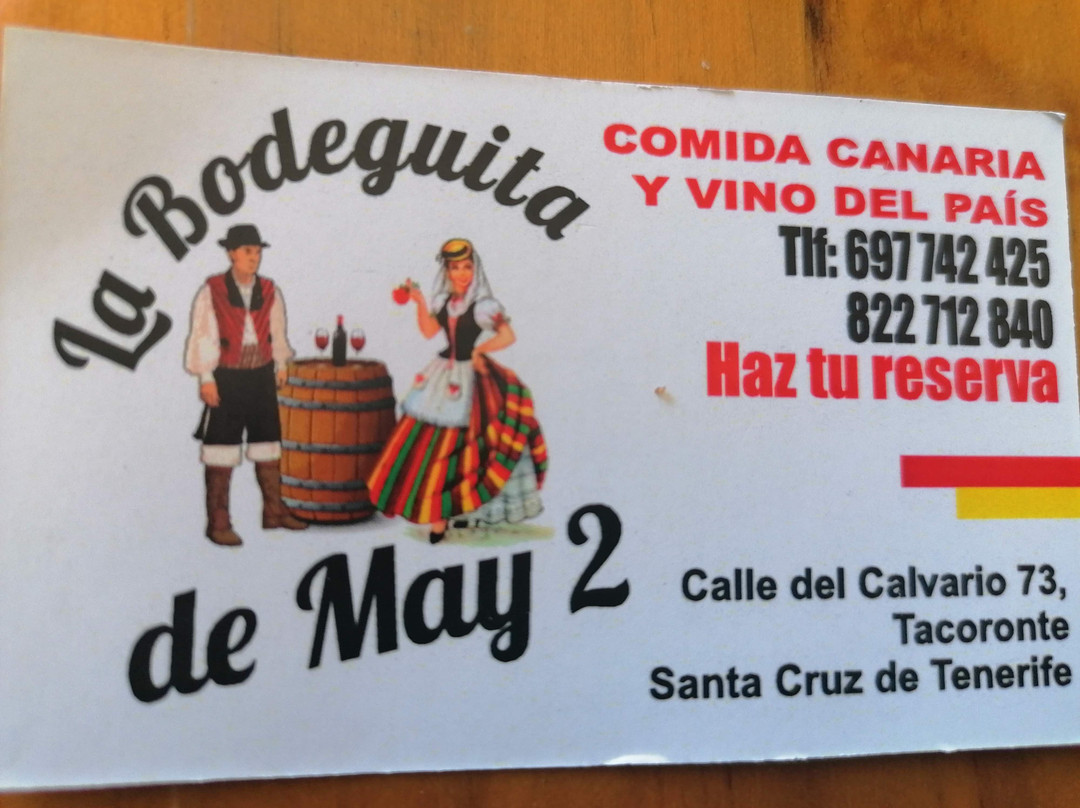 La Bodeguita
de May 2
COMIDA CANARIA
Y VINO DEL PAÍS
Tlf: 697 742 425
822 712 840
Haz tu reserva
Calle del Calvario 73,
Tacoronte
Santa Cruz de Tenerife